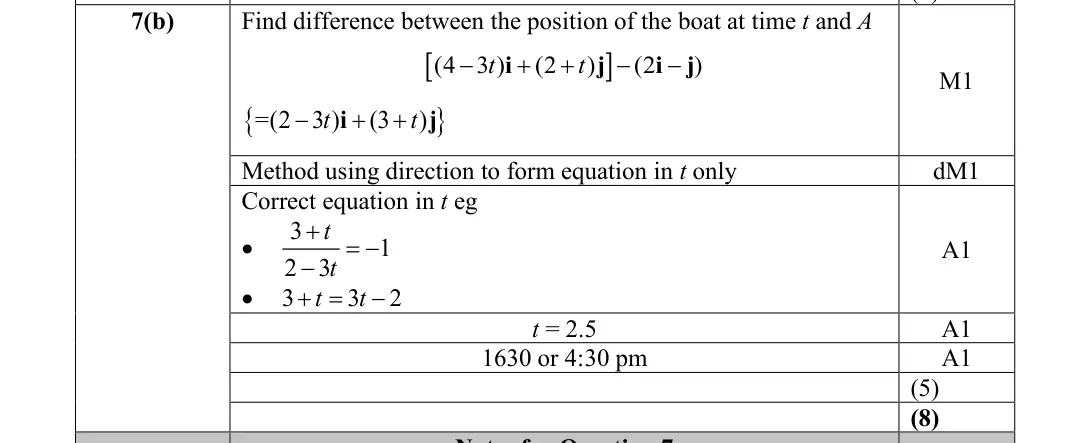 7(b) Find difference between the position of the boat at time t and A
[(4−3t)i+(2+t)j]−(2i−j)
M1
{=(2−3t)i+(3+t)j}
Method using direction to form equation in t only dM1
Correct equation in t eg
• (3+t)/(2−3t) = −1
A1
• 3+t=3t−2
t = 2.5 A1
1630 or 4:30 pm A1
(5)
(8)